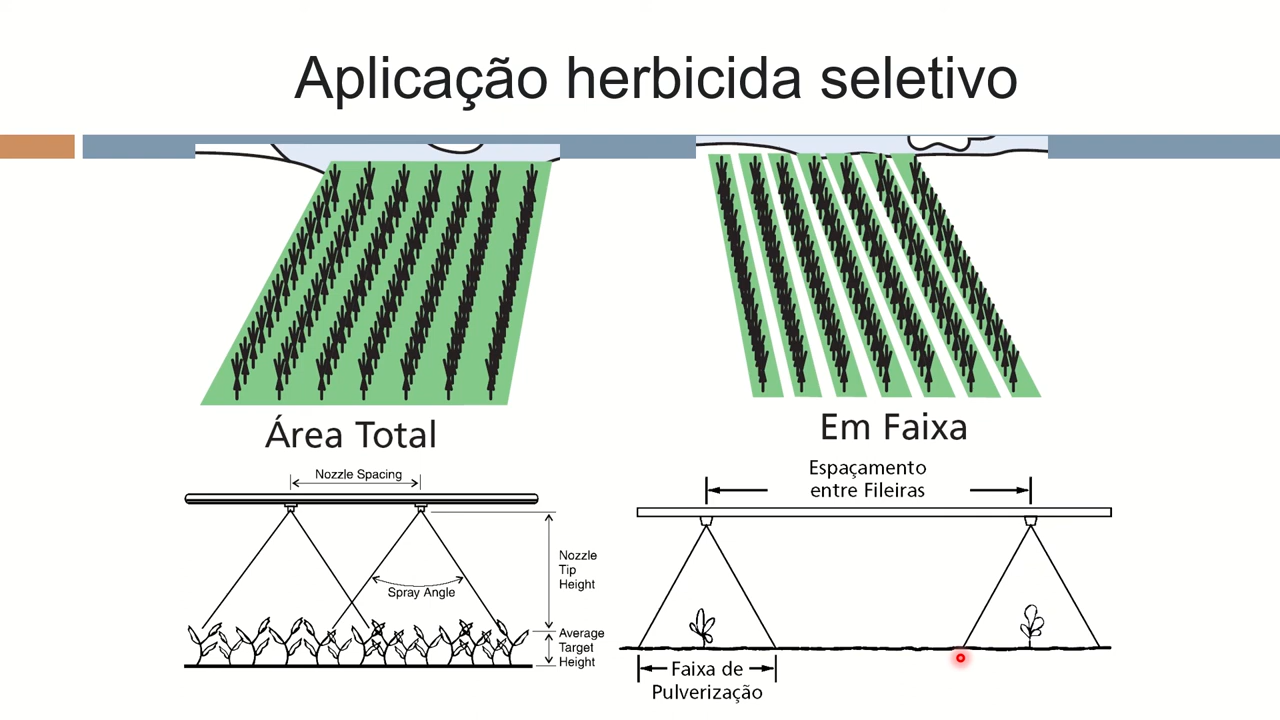 Aplicação herbicida seletivo
Área Total
Em Faixa
Nozzle Spacing
Nozzle
Tip
Height
Spray Angle
Average
Target
Height
Espaçamento
entre Fileiras
Faixa de
Pulverização